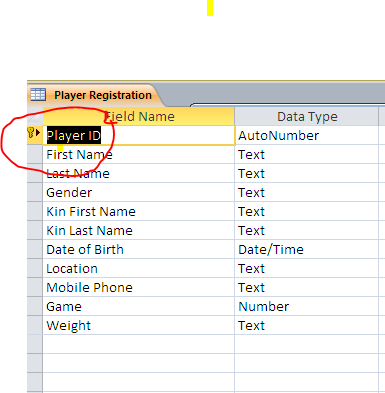 Player Registration
Field Name Data Type
Player ID AutoNumber
First Name Text
Last Name Text
Gender Text
Kin First Name Text
Kin Last Name Text
Date of Birth Date/Time
Location Text
Mobile Phone Text
Game Number
Weight Text